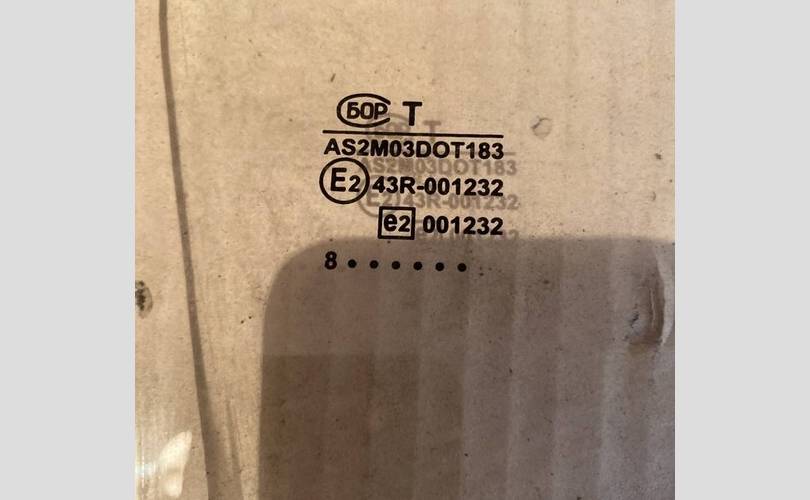 БОР T
AS2M03DOT183
E2 43R-001232
e2 001232
8 • • • • • •